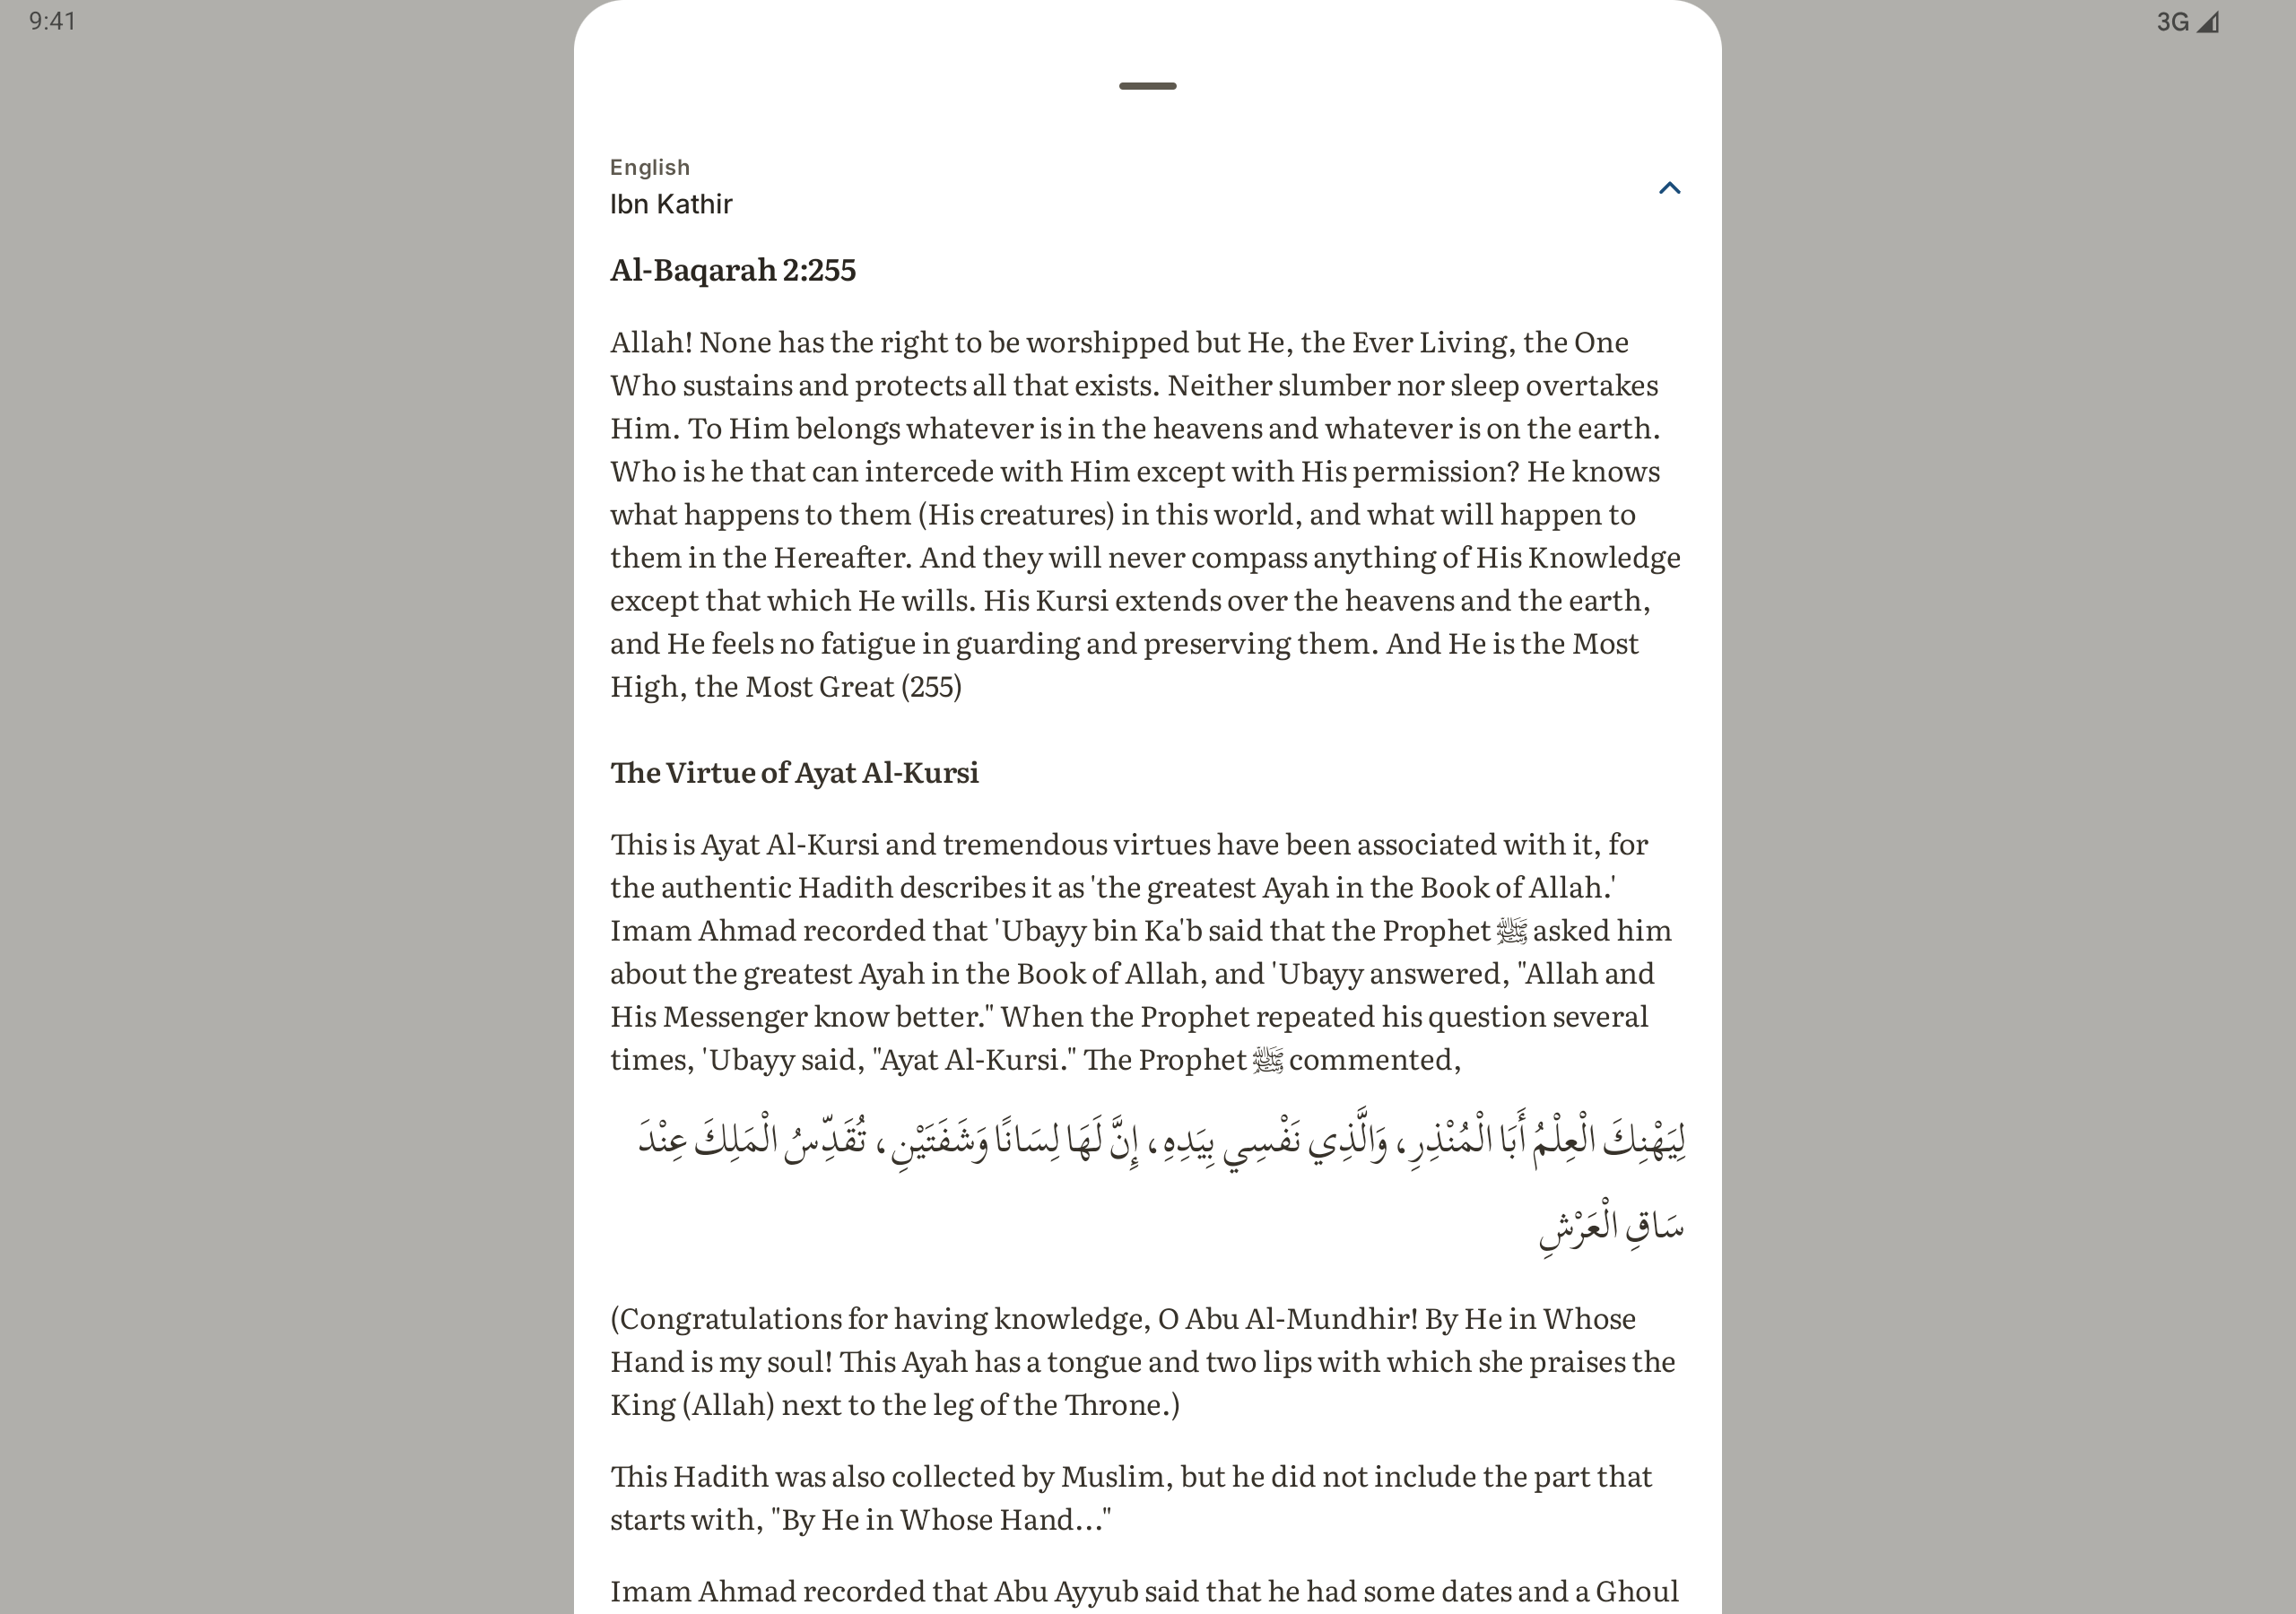 9:41
3G
English
Ibn Kathir
Al-Baqarah 2:255
Allah! None has the right to be worshipped but He, the Ever Living, the One
Who sustains and protects all that exists. Neither slumber nor sleep overtakes
Him. To Him belongs whatever is in the heavens and whatever is on the earth.
Who is he that can intercede with Him except with His permission? He knows
what happens to them (His creatures) in this world, and what will happen to
them in the Hereafter. And they will never compass anything of His Knowledge
except that which He wills. His Kursi extends over the heavens and the earth,
and He feels no fatigue in guarding and preserving them. And He is the Most
High, the Most Great (255)
The Virtue of Ayat Al-Kursi
This is Ayat Al-Kursi and tremendous virtues have been associated with it, for
the authentic Hadith describes it as 'the greatest Ayah in the Book of Allah.'
Imam Ahmad recorded that 'Ubayy bin Ka'b said that the Prophet ﷺ asked him
about the greatest Ayah in the Book of Allah, and 'Ubayy answered, "Allah and
His Messenger know better." When the Prophet repeated his question several
times, 'Ubayy said, "Ayat Al-Kursi." The Prophet ﷺ commented,
لِيَهْنِكَ الْعِلْمُ أَبَا الْمُنْذِرِ، وَالَّذِي نَفْسِي بِيَدِهِ، إِنَّ لَهَا لِسَانًا وَشَفَتَيْنِ، تُقَدِّسُ الْمَلِكَ عِنْدَ
سَاقِ الْعَرْشِ
(Congratulations for having knowledge, O Abu Al-Mundhir! By He in Whose
Hand is my soul! This Ayah has a tongue and two lips with which she praises the
King (Allah) next to the leg of the Throne.)
This Hadith was also collected by Muslim, but he did not include the part that
starts with, "By He in Whose Hand..."
Imam Ahmad recorded that Abu Ayyub said that he had some dates and a Ghoul